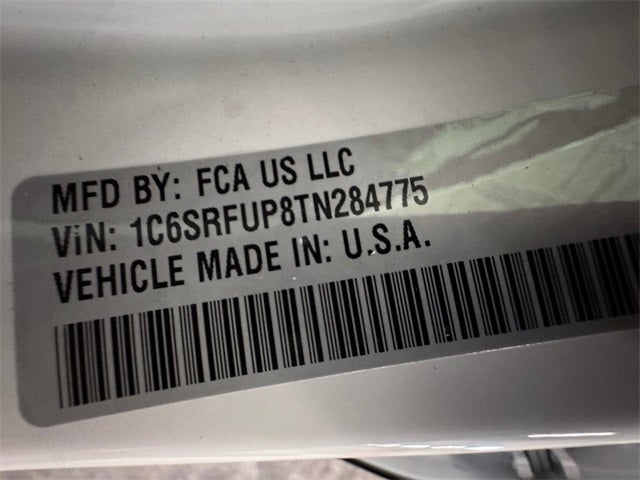 MFD BY: FCA US LLC
ViN: 1C6SRFUP8TN284775
VEHICLE MADE IN: U.S.A.